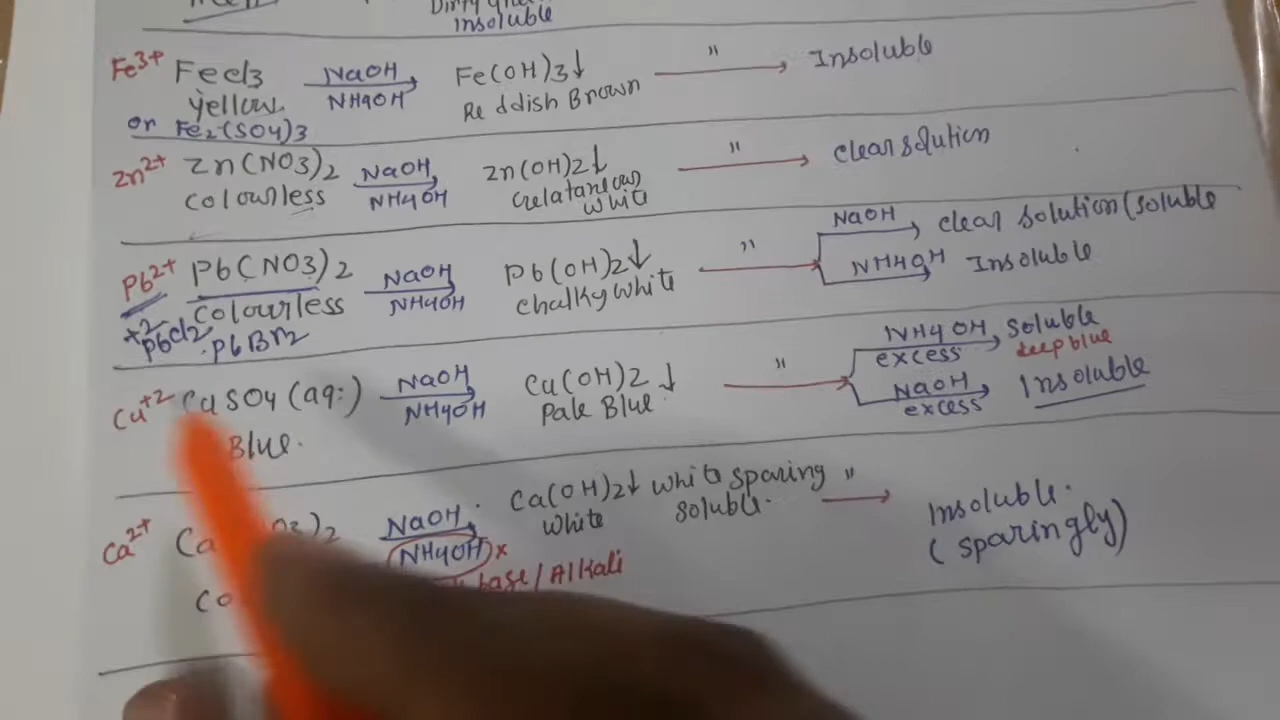 insoluble
Fe3+ FeCl3 NaOH NH4OH Fe(OH)3↓ " Insoluble
yellow Reddish Brown
or Fe2(SO4)3
Zn2+ Zn(NO3)2 NaOH NH4OH Zn(OH)2↓ " clear solution
colourless Gelataneous
white
Pb2+ Pb(NO3)2 NaOH NH4OH Pb(OH)2↓ " NaOH clear solution (soluble
colourless chalky white NH4OH Insoluble
+2 PbCl2
. PbBr2
Cu+2 CuSO4 (aq:) NaOH NH4OH Cu(OH)2↓ " NH4OH excess soluble
deep blue
Blue. Pale Blue NaOH excess Insoluble
Ca2+ NaOH. Ca(OH)2↓ white sparing " insoluble.
NH4OH x white soluble. (sparingly)
base/Alkali